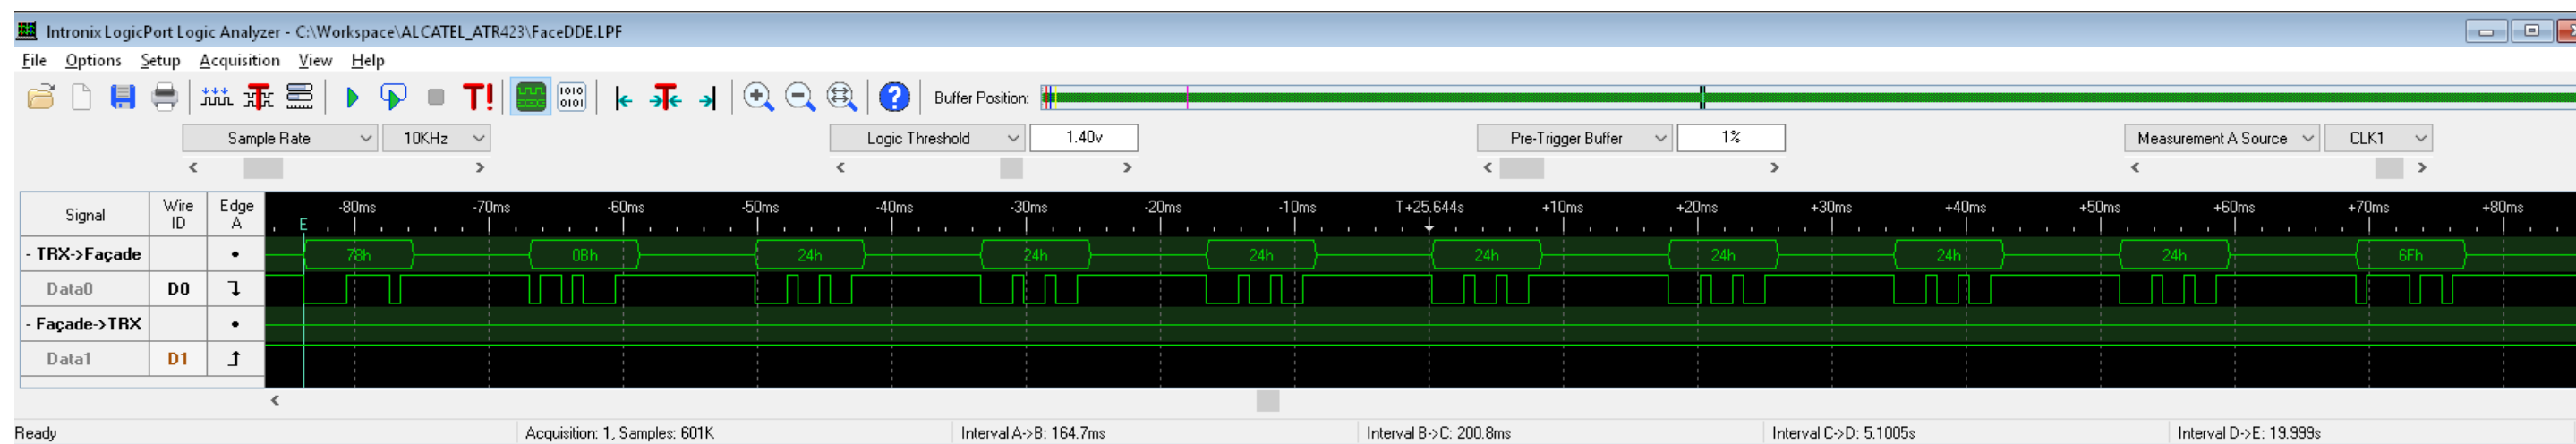 Intronix LogicPort Logic Analyzer - C:\Workspace\ALCATEL_ATR423\FaceDDE.LPF
File Options Setup Acquisition View Help
T! 1010 0101 ? Buffer Position:
Sample Rate 10KHz Logic Threshold 1.40v Pre-Trigger Buffer 1% Measurement A Source CLK1
Signal Wire ID Edge A E -80ms -70ms -60ms -50ms -40ms -30ms -20ms -10ms T+25.644s +10ms +20ms +30ms +40ms +50ms +60ms +70ms +80ms
- TRX->Façade 78h 0Bh 24h 24h 24h 24h 24h 24h 24h 6Fh
Data0 D0
- Façade->TRX
Data1 D1
Ready Acquisition: 1, Samples: 601K Interval A->B: 164.7ms Interval B->C: 200.8ms Interval C->D: 5.1005s Interval D->E: 19.999s